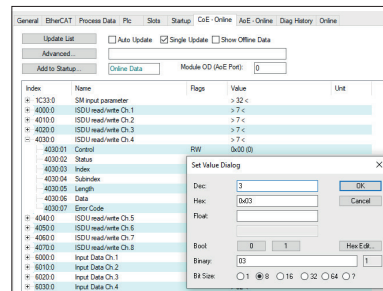 General EtherCAT Process Data Plc Slots Startup CoE - Online AoE - Online Diag History Online
Update List Auto Update Single Update Show Offline Data
Advanced...
Add to Startup... Online Data Module OD (AoE Port): 0
Index Name Flags Value Unit
1C33:0 SM input parameter > 32 <
4000:0 ISDU read/write Ch.1 > 7 <
4010:0 ISDU read/write Ch.2 > 7 <
4020:0 ISDU read/write Ch.3 > 7 <
4030:0 ISDU read/write Ch.4 > 7 <
4030:01 Control RW 0x00 (0)
4030:02 Status
4030:03 Index
4030:04 Subindex
4030:05 Length
4030:06 Data
4030:07 Error Code
4040:0 ISDU read/write Ch.5
4050:0 ISDU read/write Ch.6
4060:0 ISDU read/write Ch.7
4070:0 ISDU read/write Ch.8
6000:0 Input Data Ch.1
6010:0 Input Data Ch.2
6020:0 Input Data Ch.3
6030:0 Input Data Ch.4
Set Value Dialog
Dec: 3 OK
Hex: 0x03 Cancel
Float:
Bool: 0 1 Hex Edit...
Binary: 03 1
Bit Size: 1 8 16 32 64 ?